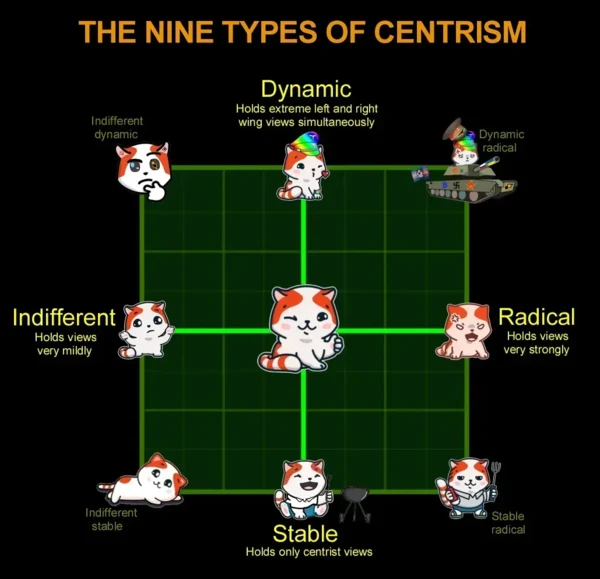 THE NINE TYPES OF CENTRISM
Dynamic
Holds extreme left and right
wing views simultaneously
Indifferent
dynamic
Dynamic
radical
Indifferent
Holds views
very mildly
Radical
Holds views
very strongly
Indifferent
stable
Stable
Holds only centrist views
Stable
radical